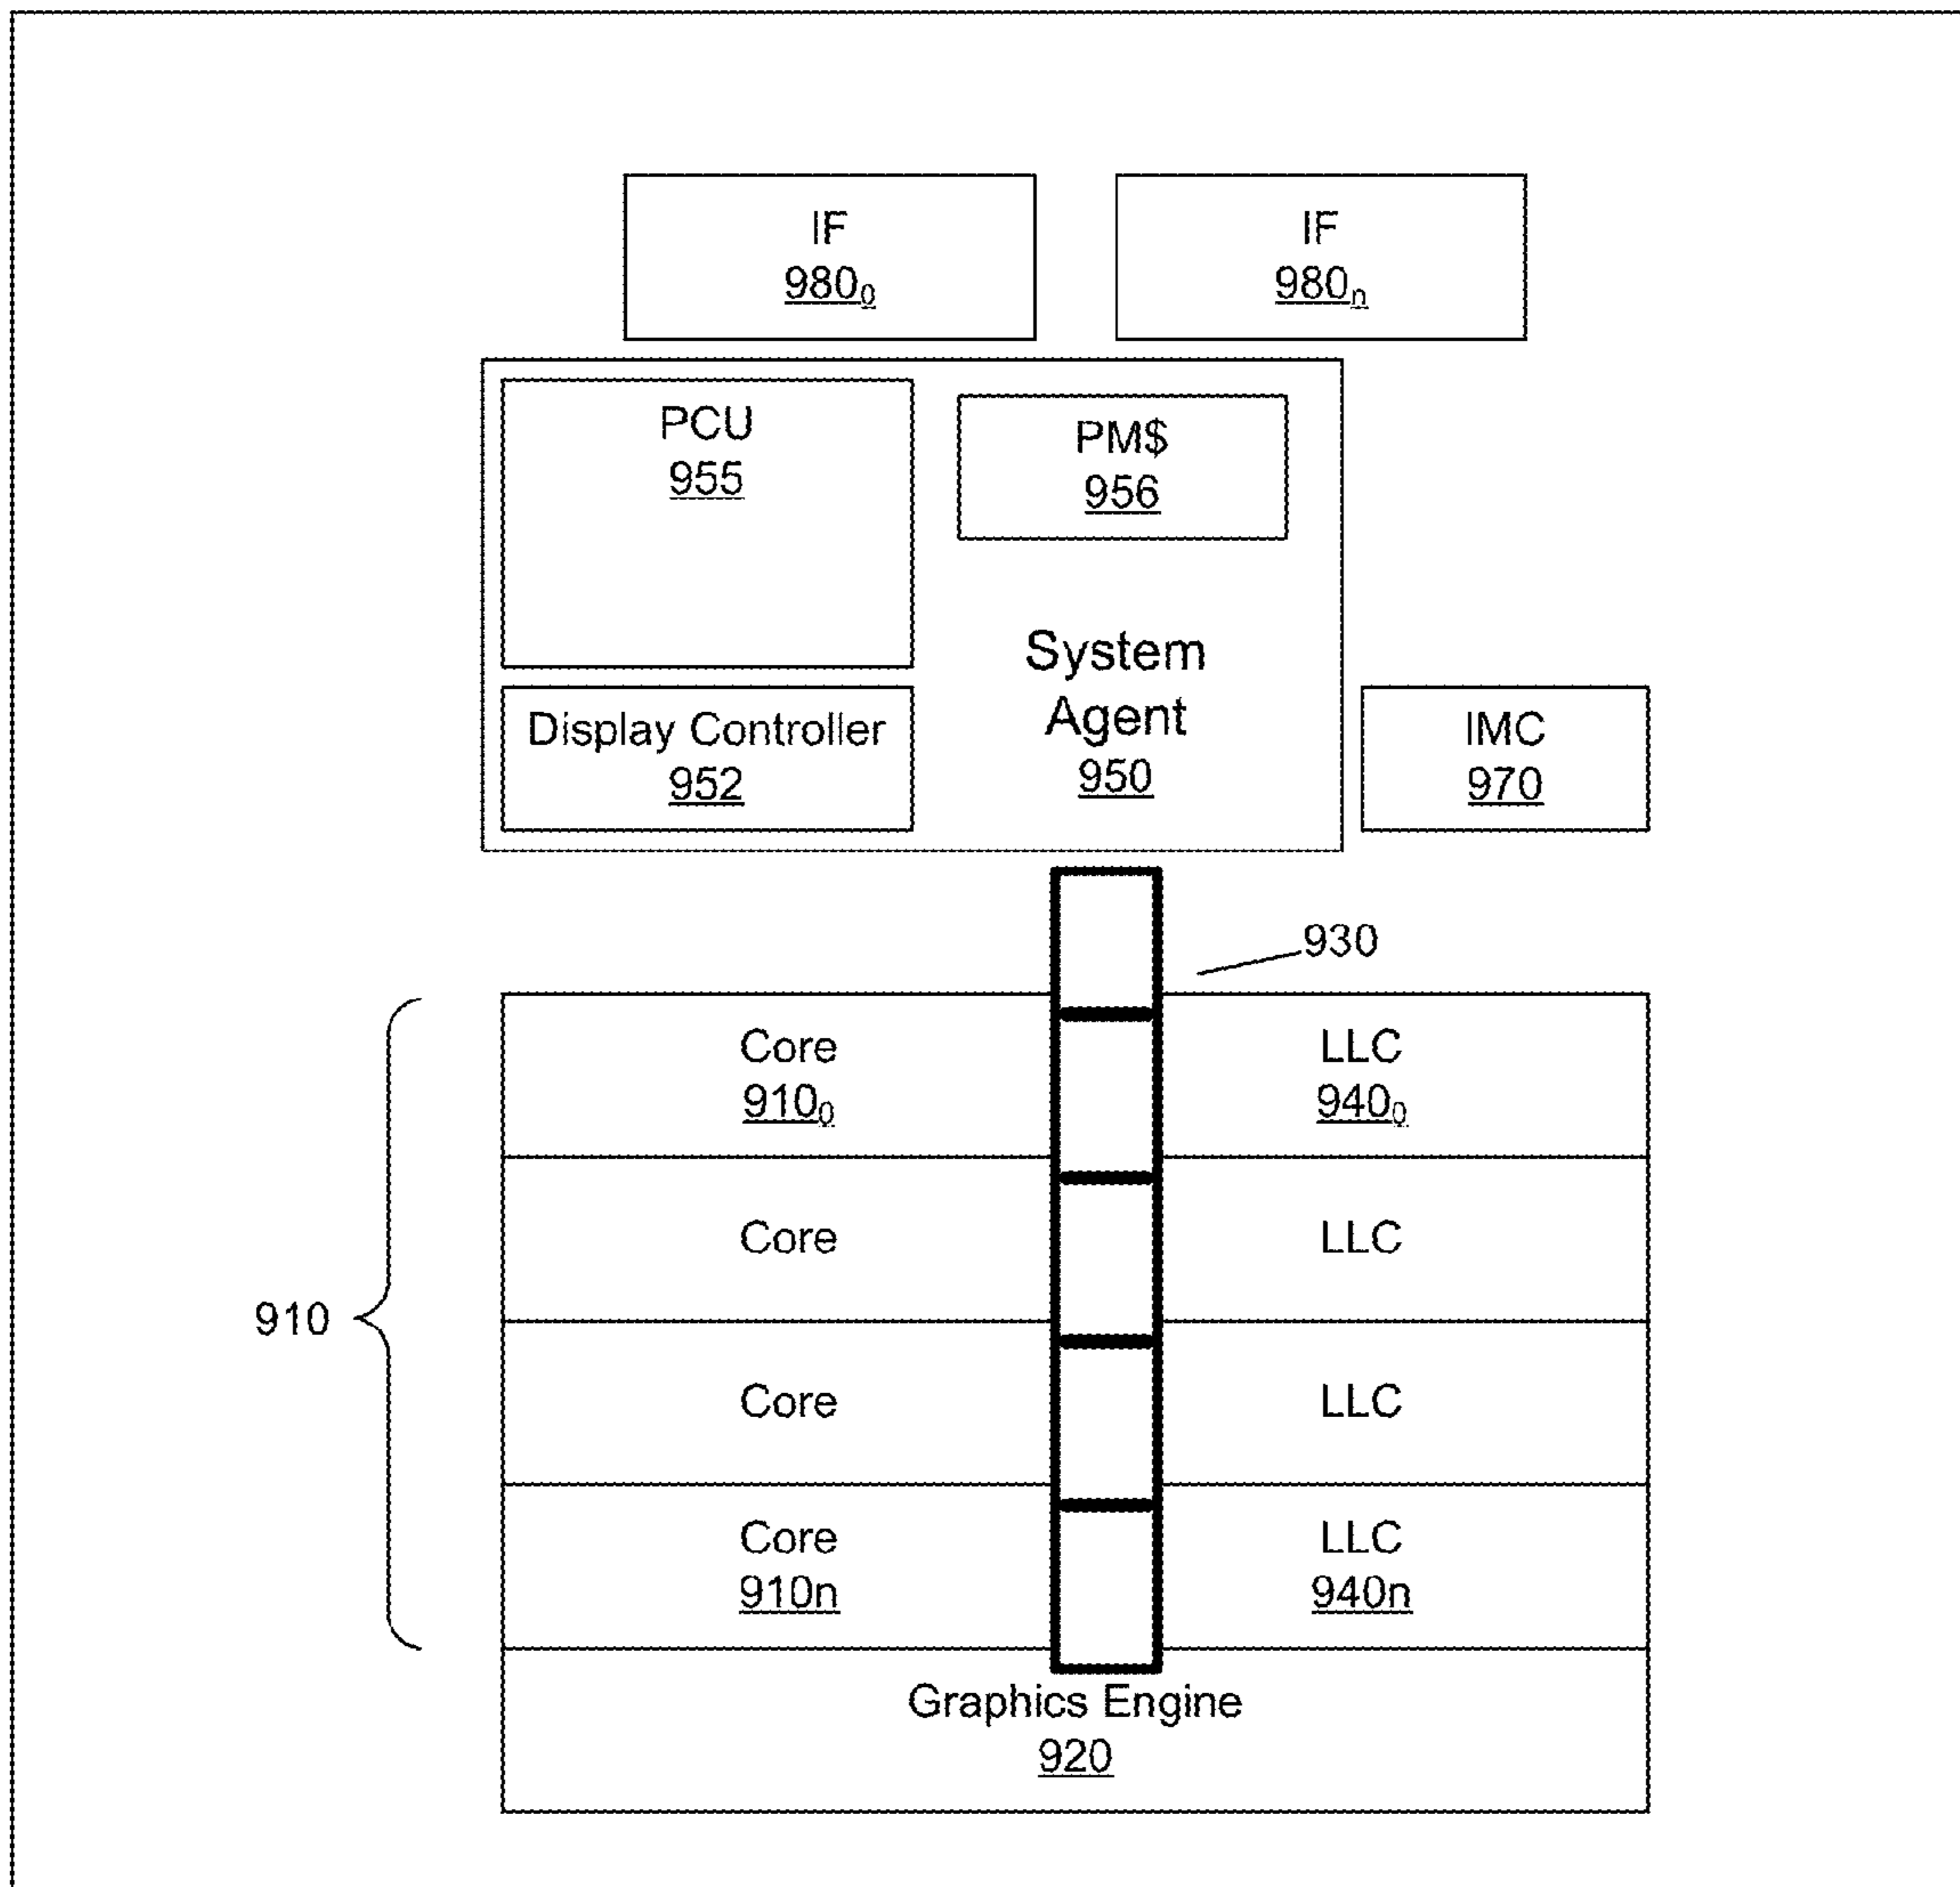 IF
980₀
IF
980ₙ
PCU
955
PM$
956
System
Agent
950
Display Controller
952
IMC
970
930
910
Core
910₀
LLC
940₀
Core
LLC
Core
LLC
Core
910n
LLC
940n
Graphics Engine
920